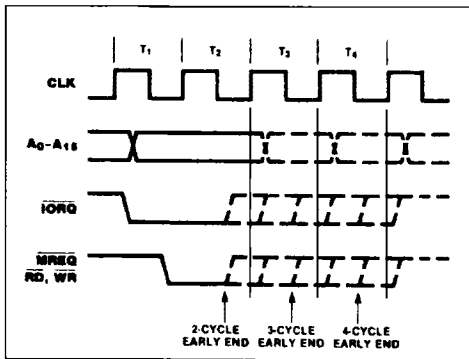 T1 T2 T3 T4
CLK
A0-A15
IORQ
MREQ
RD, WR
2-CYCLE EARLY END
3-CYCLE EARLY END
4-CYCLE EARLY END